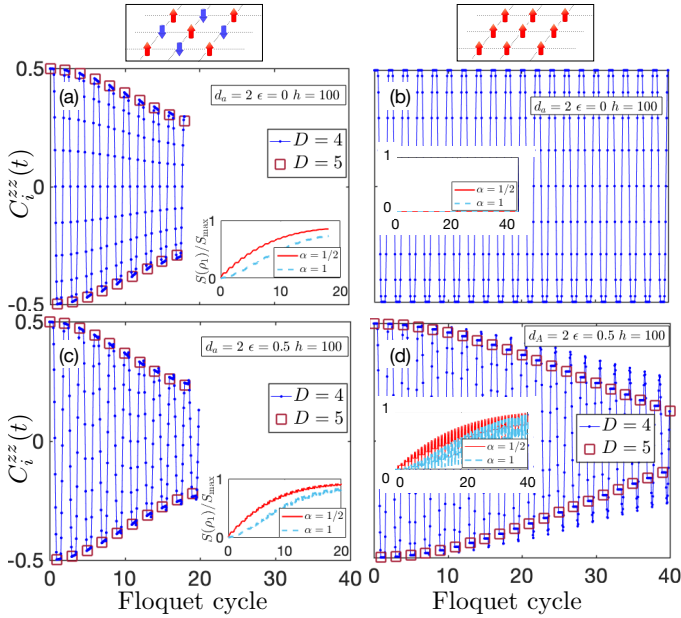 (a)
d_a = 2 ϵ = 0 h = 100
D = 4
D = 5
C_i^{zz}(t)
0.5
0
-0.5
S(ρ_1)/S_max
1
0
α = 1/2
α = 1
0 10 20
(b)
d_a = 2 ϵ = 0 h = 100
1
0
α = 1/2
α = 1
0 20 40
(c)
d_a = 2 ϵ = 0.5 h = 100
D = 4
D = 5
C_i^{zz}(t)
0.5
0
-0.5
S(ρ_1)/S_max
1
0
α = 1/2
α = 1
0 10 20
0 10 20 30 40
Floquet cycle
(d)
d_A = 2 ϵ = 0.5 h = 100
D = 4
D = 5
1
0
α = 1/2
α = 1
0 20 40
0 10 20 30 40
Floquet cycle